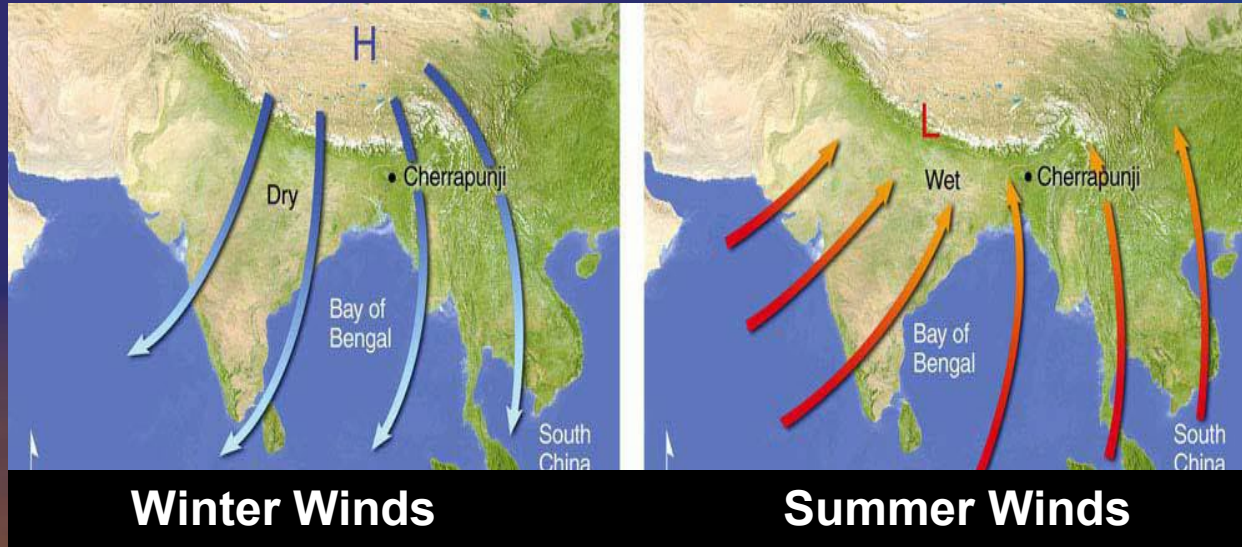 H
Dry
Cherrapunji
Bay of
Bengal
South
China
Winter Winds
L
Wet
Cherrapunji
Bay of
Bengal
South
China
Summer Winds